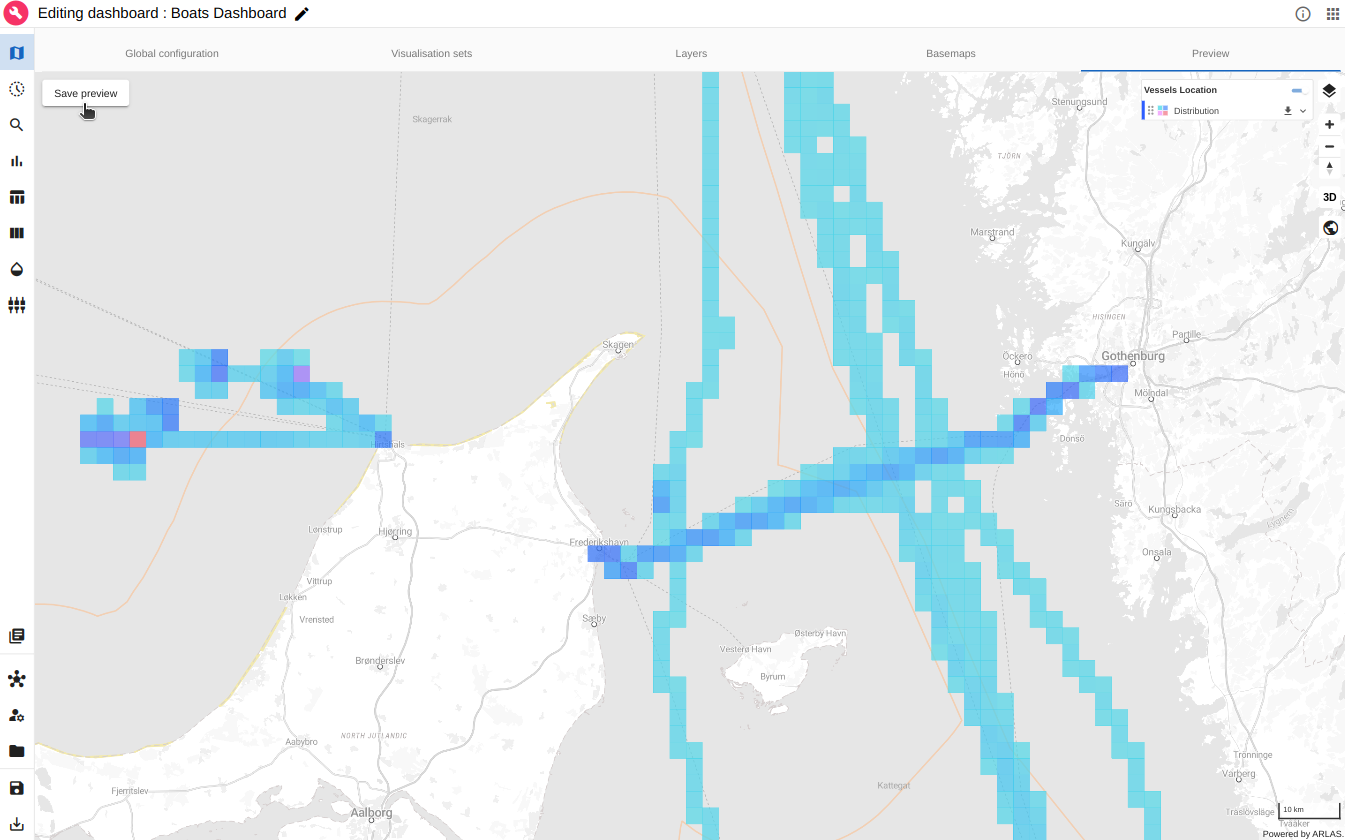 Editing dashboard : Boats Dashboard
Global configuration
Visualisation sets
Layers
Basemaps
Preview
Save preview
Vessels Location
Distribution
3D
Skagerrak
Stenungsund
TJÖRN
Marstrand
Kungälv
HISINGEN
Partille
Skagen
Öckerö
Gothenburg
Hönö
Mölndal
Donsö
Särö
Kungsbacka
Lygnern
Onsala
Lønstrup
Hjørring
Frederikshavn
Vittrup
Løkken
Vrensted
Sæby
Østerby Havn
Vesterø Havn
Byrum
Brønderslev
NORTH JUTLANDIC
Aabybro
Tronninge
Varberg
Kattegat
Fjerritslev
Aalborg
Träslövsläge
Tvååker
10 km
Powered by ARLAS.